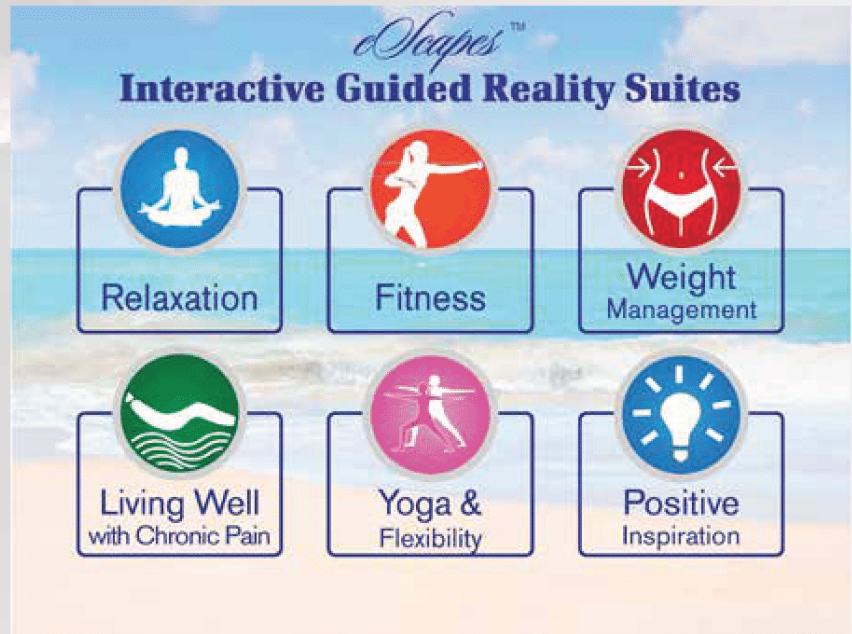 eScapes™
Interactive Guided Reality Suites
Relaxation
Fitness
Weight
Management
Living Well
with Chronic Pain
Yoga &
Flexibility
Positive
Inspiration